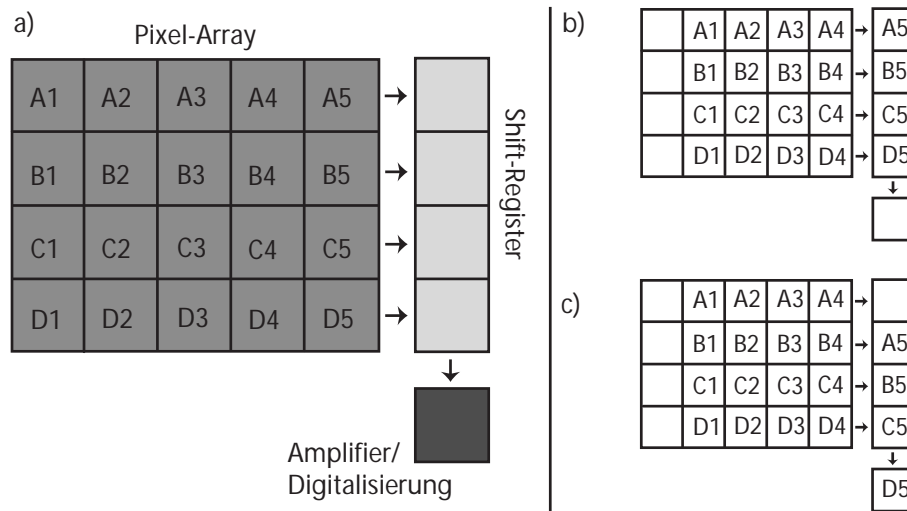 a)
Pixel-Array
A1 A2 A3 A4 A5
B1 B2 B3 B4 B5
C1 C2 C3 C4 C5
D1 D2 D3 D4 D5
Shift-Register
Amplifier/
Digitalisierung
b)
A1 A2 A3 A4 A5
B1 B2 B3 B4 B5
C1 C2 C3 C4 C5
D1 D2 D3 D4 D5
c)
A1 A2 A3 A4
B1 B2 B3 B4 A5
C1 C2 C3 C4 B5
D1 D2 D3 D4 C5
D5